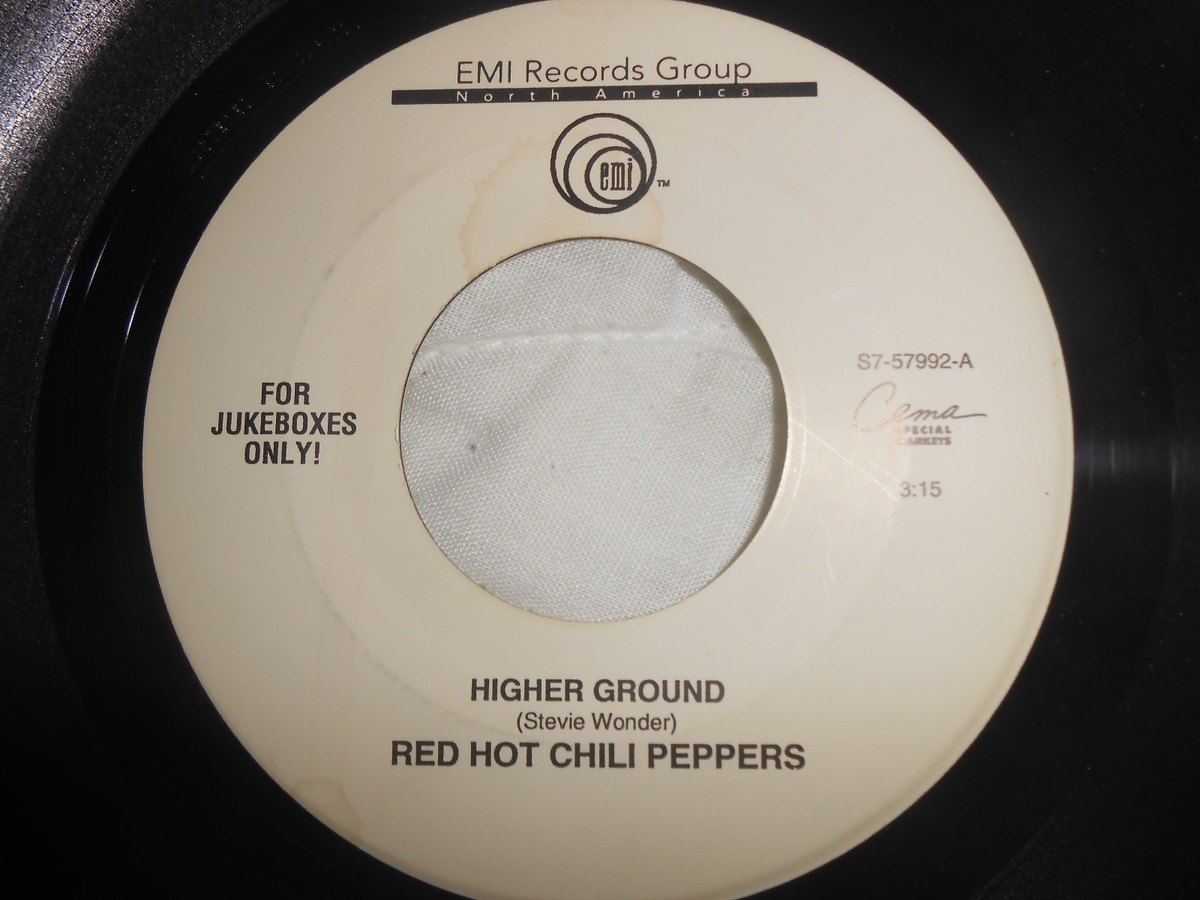 EMI Records Group
North America
emi
TM
FOR
JUKEBOXES
ONLY!
S7-57992-A
Cema
SPECIAL
MARKETS
3:15
HIGHER GROUND
(Stevie Wonder)
RED HOT CHILI PEPPERS